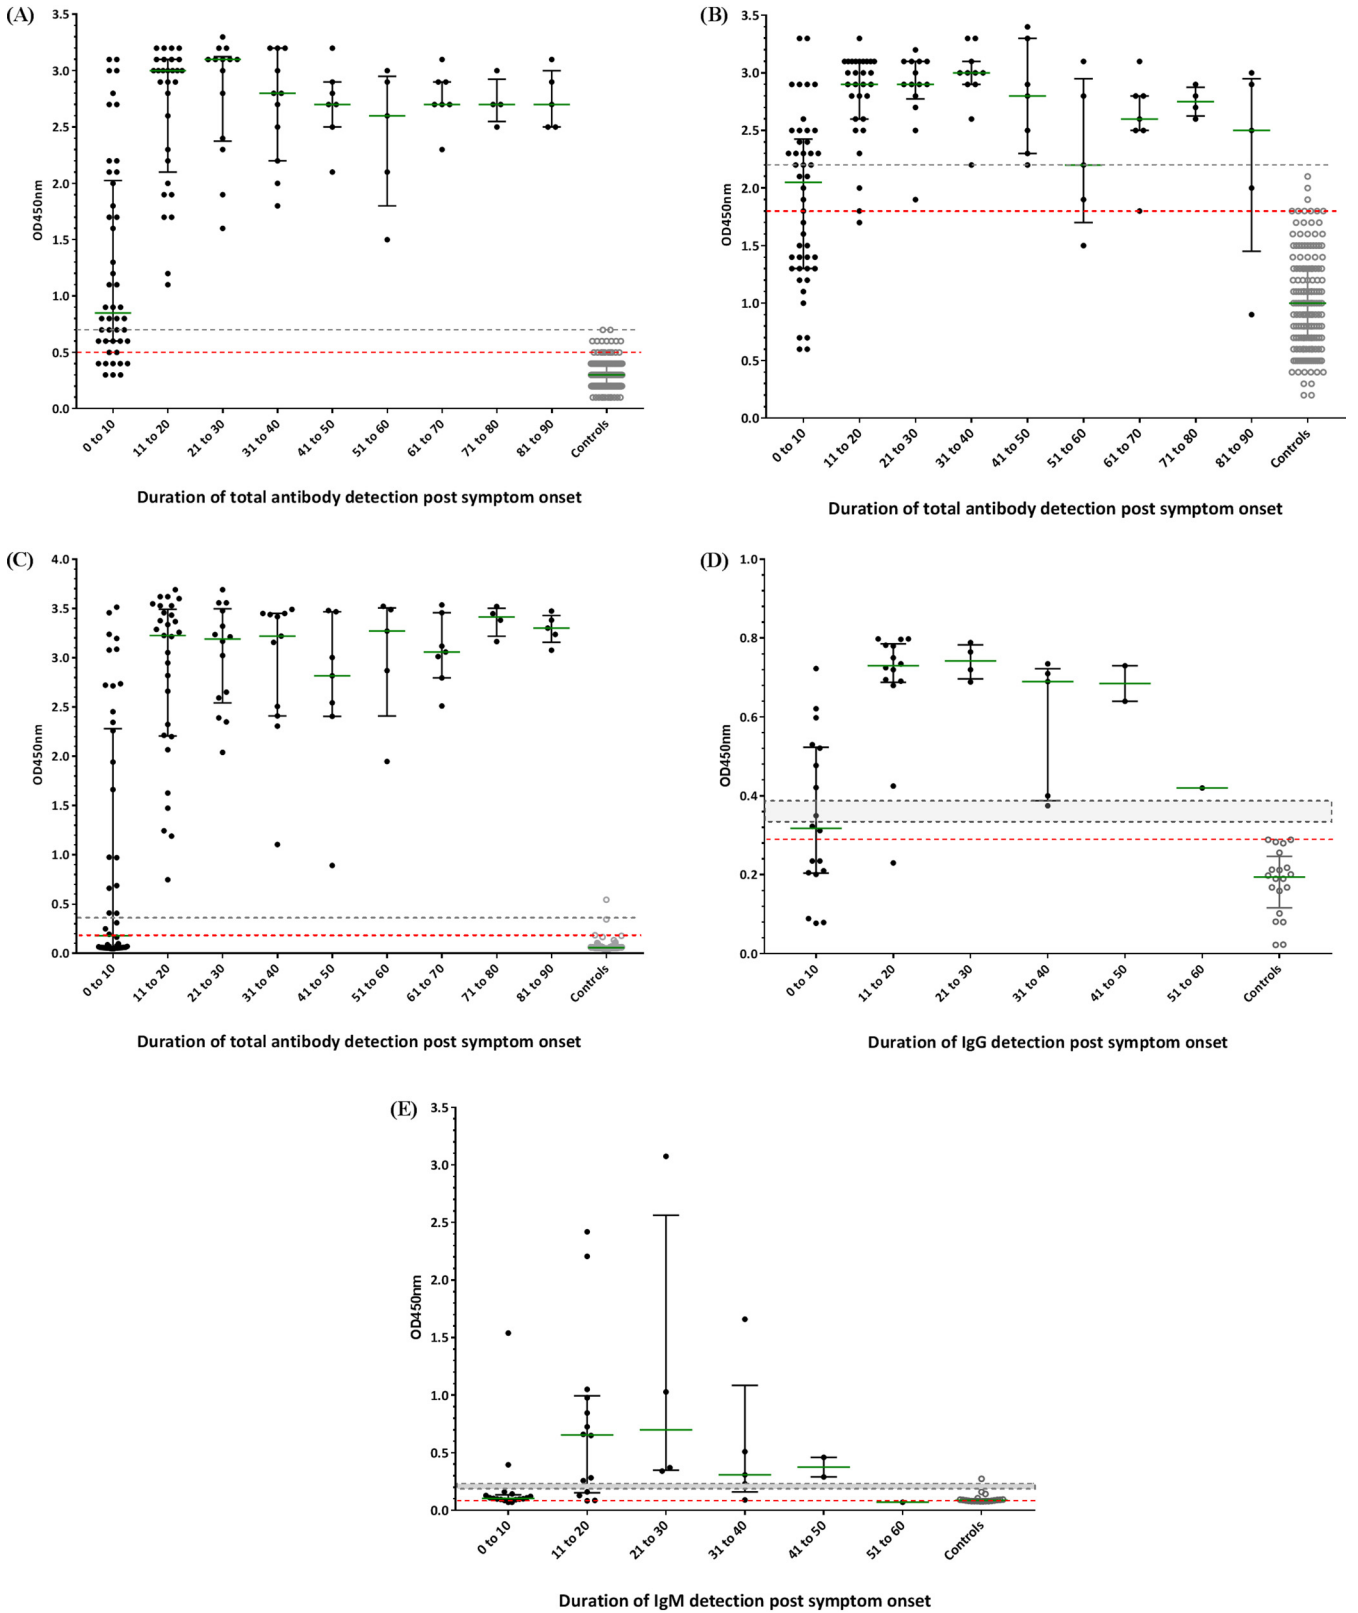 (A)
3.5
3.0
2.5
2.0
1.5
1.0
0.5
0.0
OD450nm
0 to 10
11 to 20
21 to 30
31 to 40
41 to 50
51 to 60
61 to 70
71 to 80
81 to 90
Controls
Duration of total antibody detection post symptom onset
(B)
3.5
3.0
2.5
2.0
1.5
1.0
0.5
0.0
OD450nm
0 to 10
11 to 20
21 to 30
31 to 40
41 to 50
51 to 60
61 to 70
71 to 80
81 to 90
Controls
Duration of total antibody detection post symptom onset
(C)
4.0
3.5
3.0
2.5
2.0
1.5
1.0
0.5
0.0
OD450nm
0 to 10
11 to 20
21 to 30
31 to 40
41 to 50
51 to 60
61 to 70
71 to 80
81 to 90
Controls
Duration of total antibody detection post symptom onset
(D)
1.0
0.8
0.6
0.4
0.2
0.0
OD450nm
0 to 10
11 to 20
21 to 30
31 to 40
41 to 50
51 to 60
Controls
Duration of IgG detection post symptom onset
(E)
3.5
3.0
2.5
2.0
1.5
1.0
0.5
0.0
OD450nm
0 to 10
11 to 20
21 to 30
31 to 40
41 to 50
51 to 60
Controls
Duration of IgM detection post symptom onset